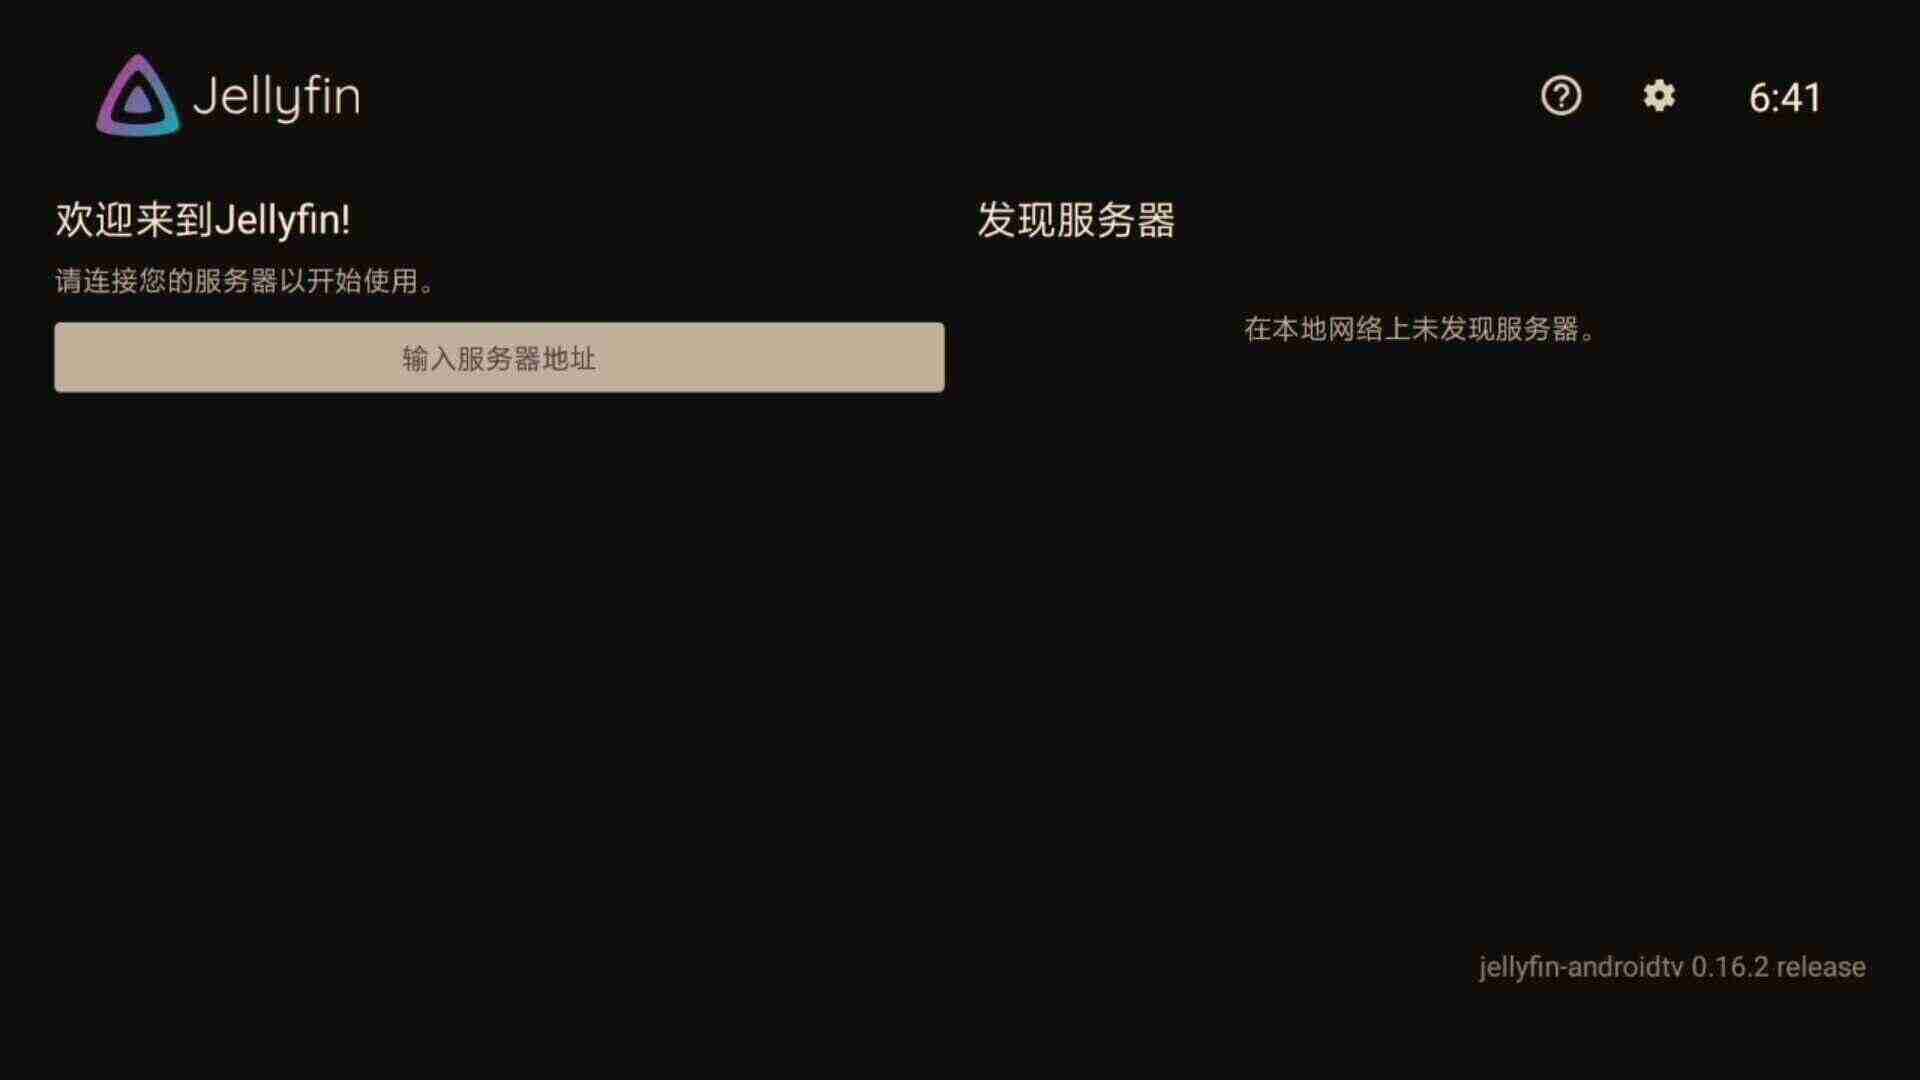 Jellyfin
6:41
欢迎来到Jellyfin!
请连接您的服务器以开始使用。
输入服务器地址
发现服务器
在本地网络上未发现服务器。
jellyfin-androidtv 0.16.2 release